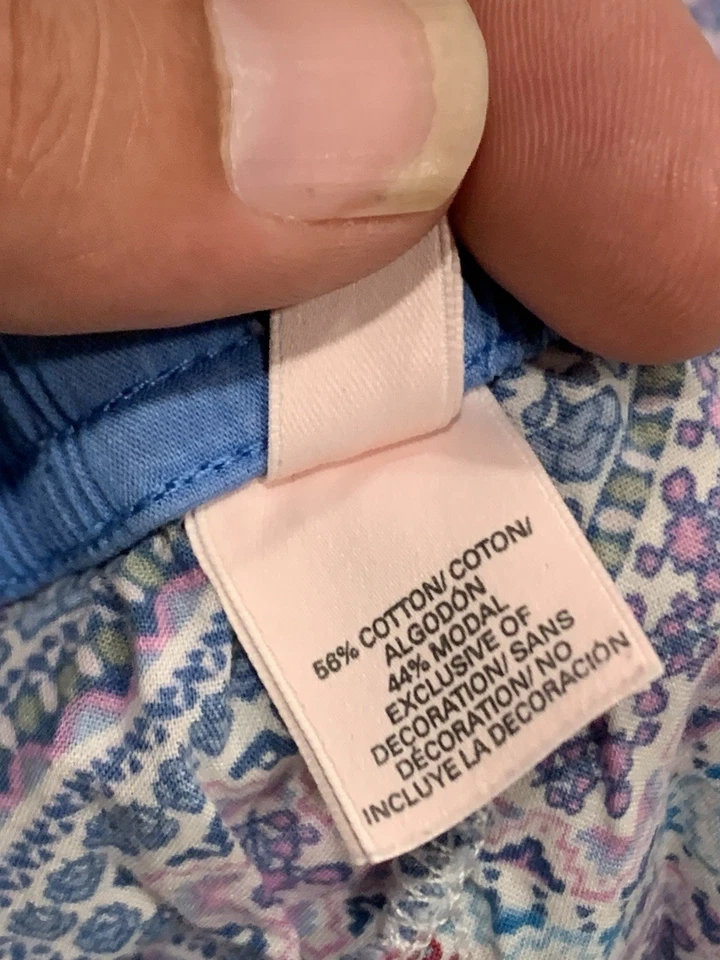 56% COTTON/ COTON/
ALGODÓN
44% MODAL
EXCLUSIVE OF
DECORATION/ SANS
DÉCORATION/ NO
INCLUYE LA DECORACIÓN